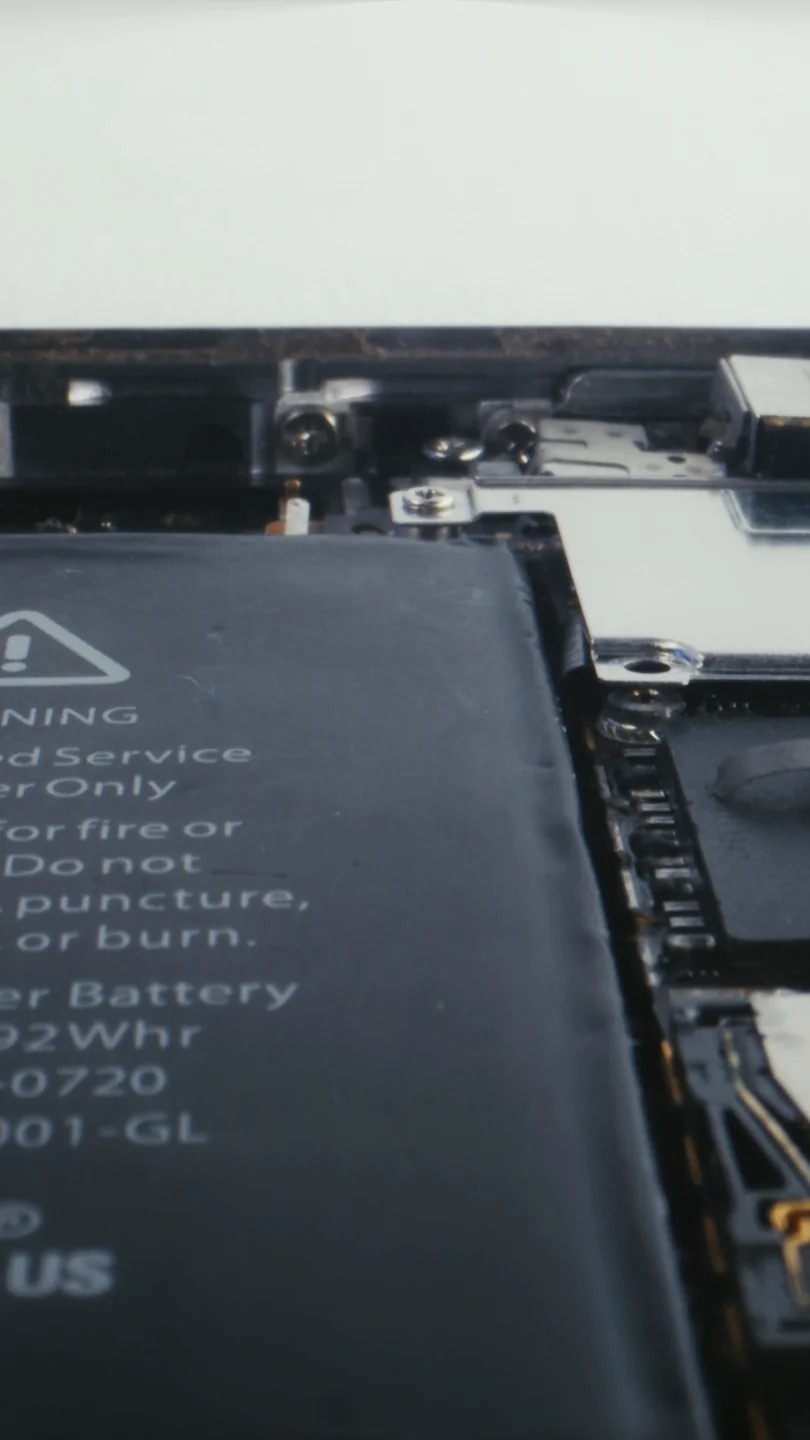 !
NING
ed Service
er Only
for fire or
Do not
puncture,
or burn.
er Battery
92Whr
-0720
001-GL
US